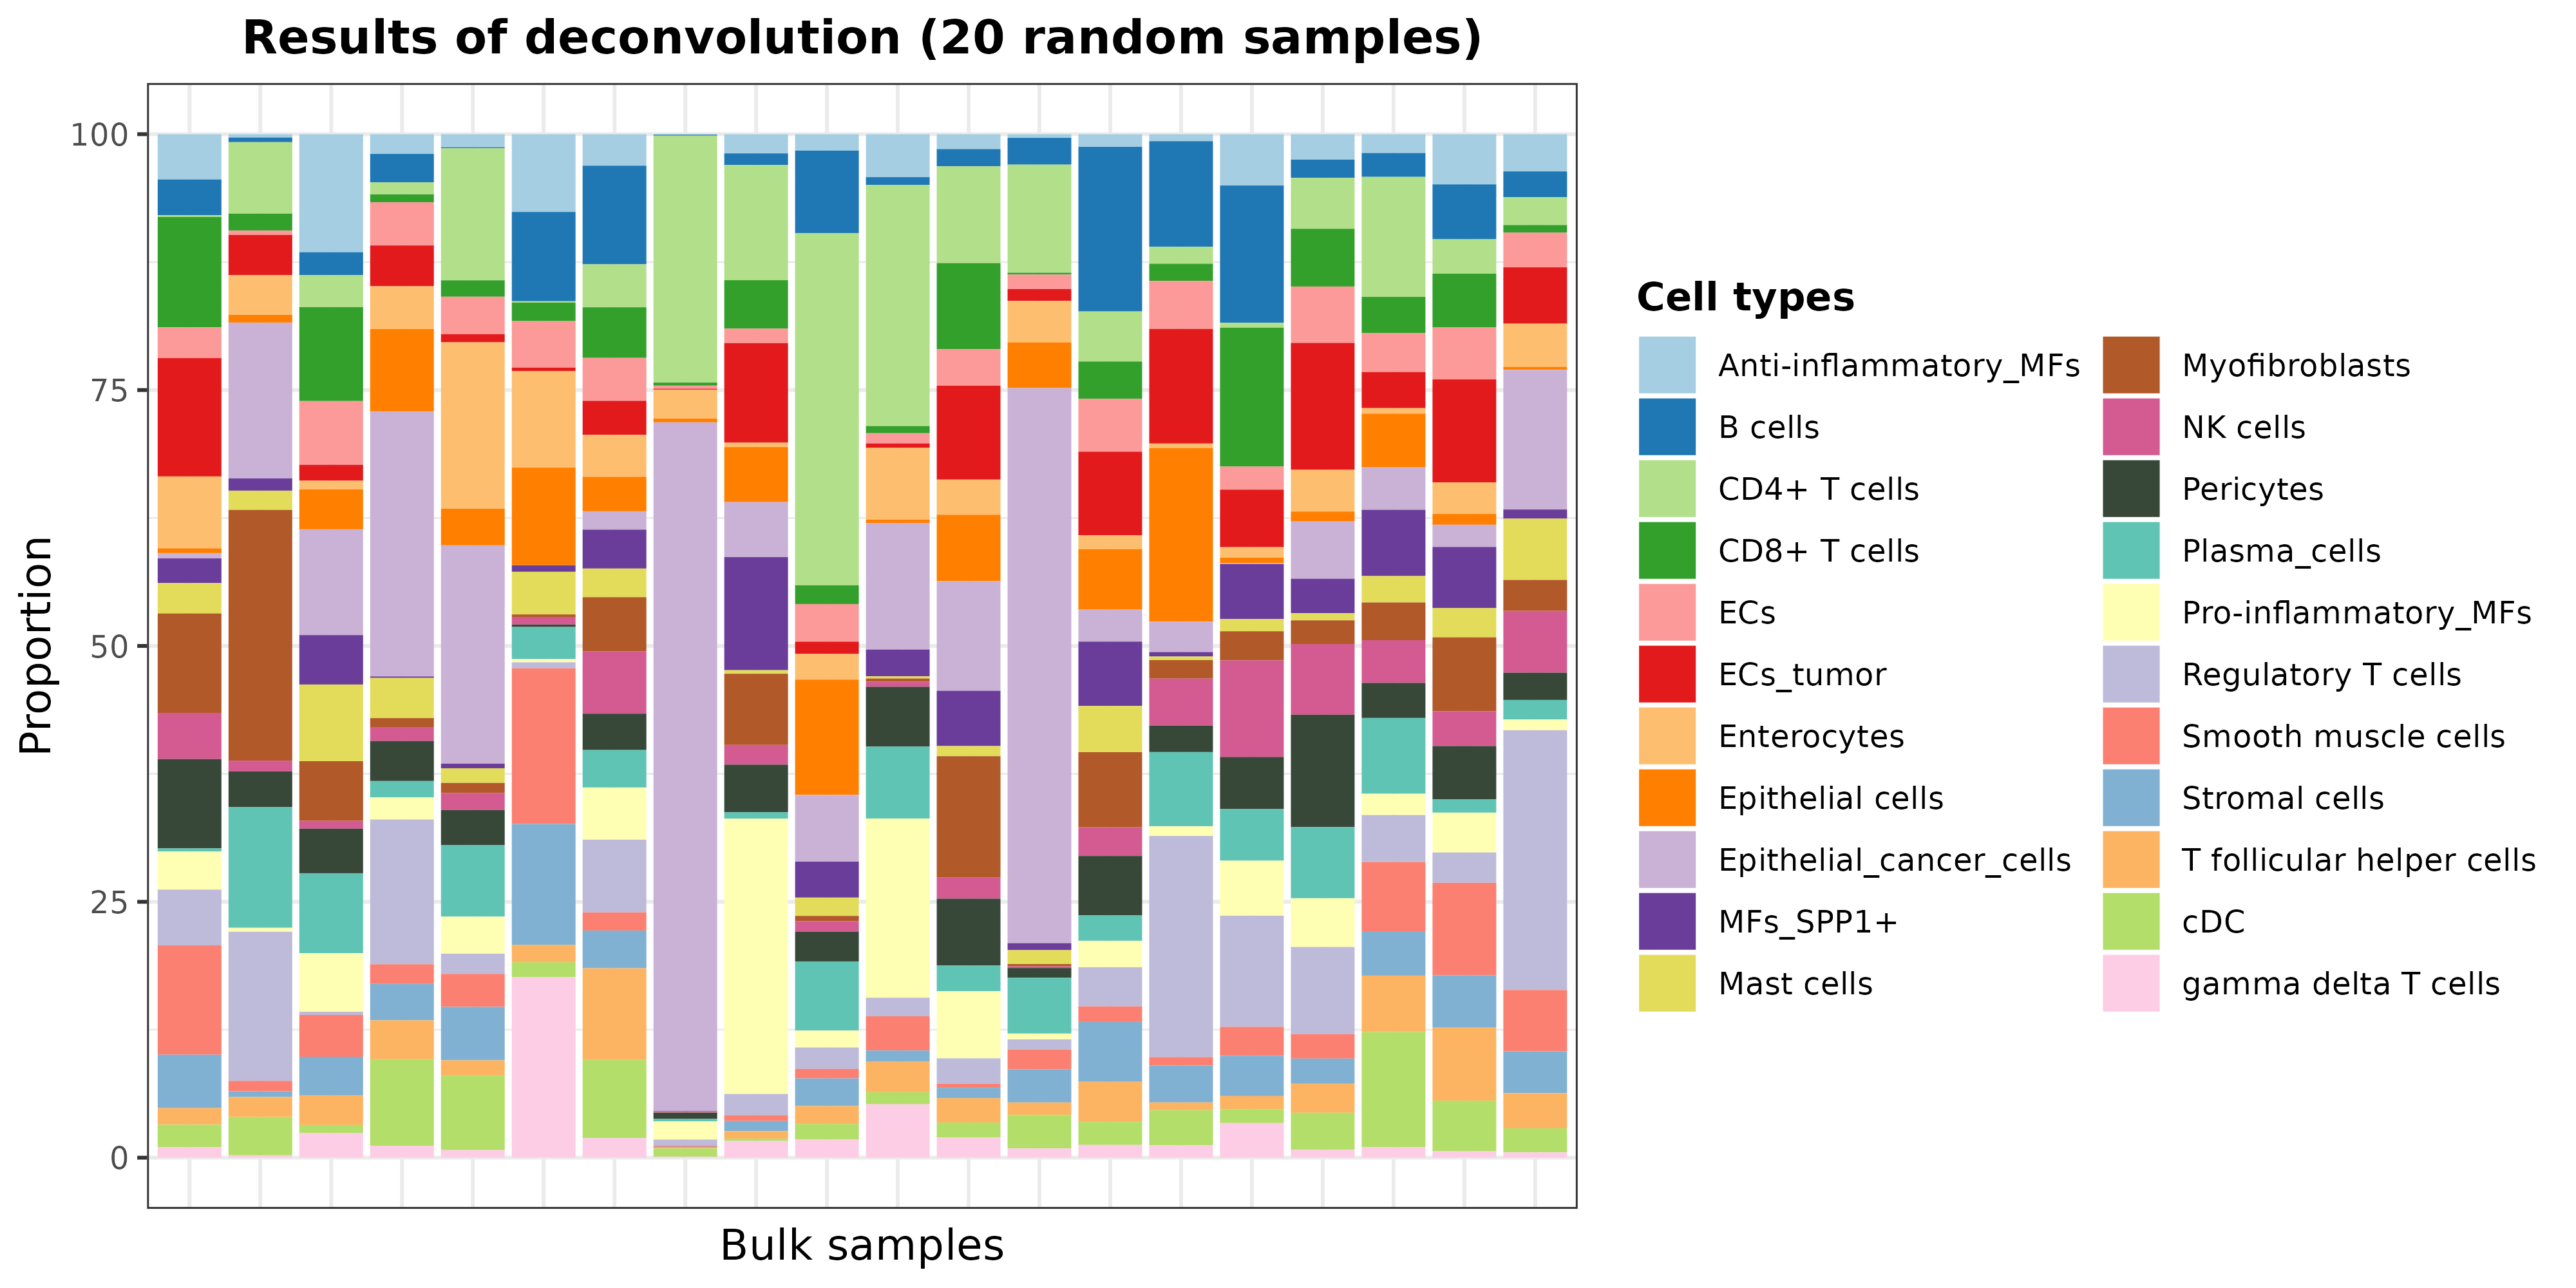 Results of deconvolution (20 random samples)
100
75
50
25
0
Proportion
Bulk samples
Cell types
Anti-inflammatory_MFs
B cells
CD4+ T cells
CD8+ T cells
ECs
ECs_tumor
Enterocytes
Epithelial cells
Epithelial_cancer_cells
MFs_SPP1+
Mast cells
Myofibroblasts
NK cells
Pericytes
Plasma_cells
Pro-inflammatory_MFs
Regulatory T cells
Smooth muscle cells
Stromal cells
T follicular helper cells
cDC
gamma delta T cells